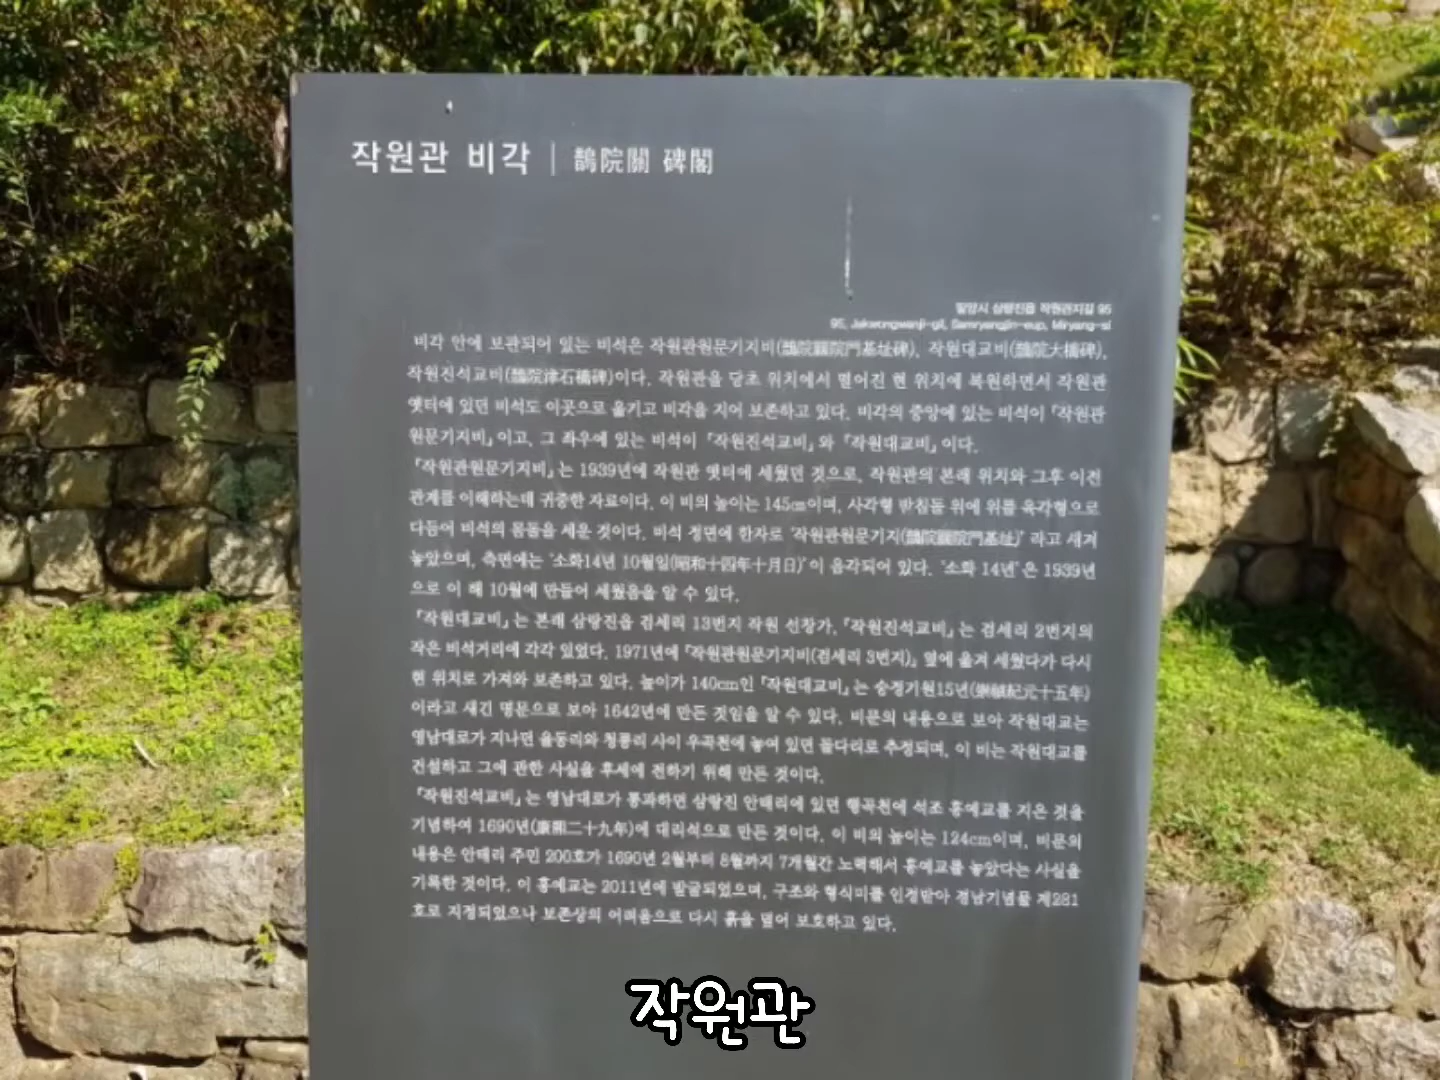 작원관 비각 | 鵲院關 碑閣
밀양시 삼랑진읍 작원관지길 95
95, Jakwongwanji-gil, Samryangjin-eup, Miryang-si
비각 안에 보관되어 있는 비석은 작원관원문기지비(鵲院關院門基址碑), 작원대교비(鵲院大橋碑),
작원진석교비(鵲院津石橋碑)이다. 작원관을 당초 위치에서 떨어진 현 위치에 복원하면서 작원관
옛터에 있던 비석도 이곳으로 옮기고 비각을 지어 보존하고 있다. 비각의 중앙에 있는 비석이 『작원관
원문기지비』이고, 그 좌우에 있는 비석이 『작원진석교비』와 『작원대교비』이다.
『작원관원문기지비』는 1939년에 작원관 옛터에 세웠던 것으로, 작원관의 본래 위치와 그후 이전
관계를 이해하는데 귀중한 자료이다. 이 비의 높이는 145㎝이며, 사각형 받침돌 위에 위를 육각형으로
다듬어 비석의 몸돌을 세운 것이다. 비석 정면에 한자로 '작원관원문기지(鵲院關院門基址)' 라고 새겨
놓았으며, 측면에는 '소화14년 10월일(昭和十四年十月日)'이 음각되어 있다. '소화 14년'은 1939년
으로 이 해 10월에 만들어 세웠음을 알 수 있다.
『작원대교비』는 본래 삼랑진읍 검세리 13번지 작원 선창가, 『작원진석교비』는 검세리 2번지의
작은 비석거리에 각각 있었다. 1971년에 『작원관원문기지비(검세리 3번지)』 옆에 옮겨 세웠다가 다시
현 위치로 가져와 보존하고 있다. 높이가 140cm인 『작원대교비』는 숭정기원15년(崇禎紀元十五年)
이라고 새긴 명문으로 보아 1642년에 만든 것임을 알 수 있다. 비문의 내용으로 보아 작원대교는
영남대로가 지나던 율동리와 청룡리 사이 우곡천에 놓여 있던 돌다리로 추정되며, 이 비는 작원대교를
건설하고 그에 관한 사실을 후세에 전하기 위해 만든 것이다.
『작원진석교비』는 영남대로가 통과하던 삼랑진 안태리에 있던 행곡천에 석조 홍예교를 지은 것을
기념하여 1690년(康熙二十九年)에 대리석으로 만든 것이다. 이 비의 높이는 124cm이며, 비문의
내용은 안태리 주민 200호가 1690년 2월부터 8월까지 7개월간 노력해서 홍예교를 놓았다는 사실을
기록한 것이다. 이 홍예교는 2011년에 발굴되었으며, 구조와 형식미를 인정받아 경남기념물 제281
호로 지정되었으나 보존상의 어려움으로 다시 흙을 덮어 보호하고 있다.
작원관